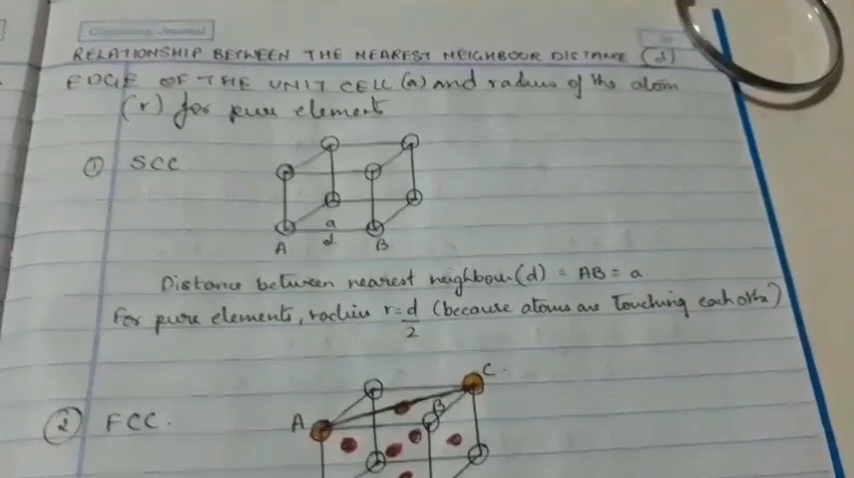 Chemistry Journal
RELATIONSHIP BETWEEN THE NEAREST NEIGHBOUR DISTANCE (d)
EDGE OF THE UNIT CELL (a) and radius of the atom
(r) for pure element
① SCC
a
d
A B
Distance between nearest neighbour (d) = AB = a
For pure elements, radius r = d/2 (because atoms are touching each other)
② FCC.
A B C.